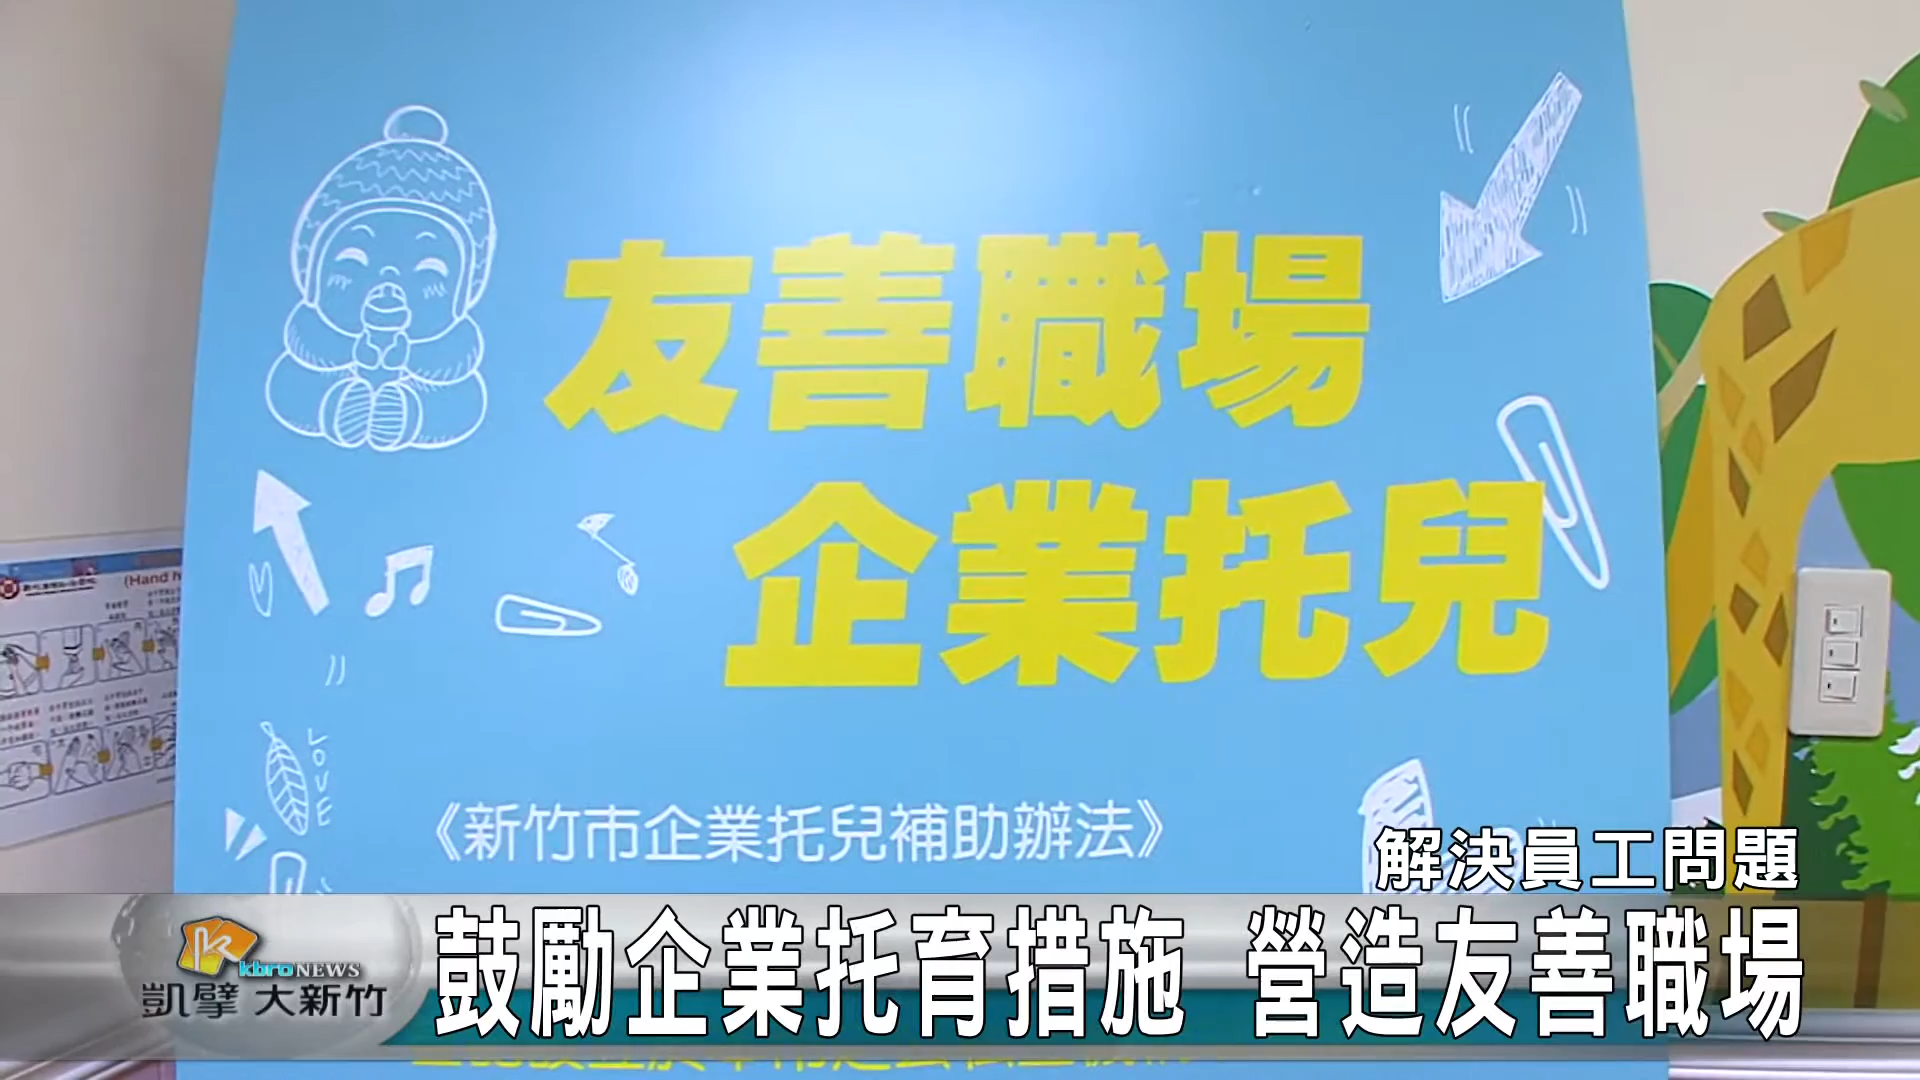 友善職場
企業托兒
(Hand h
LOVE
《新竹市企業托兒補助辦法》
解決員工問題
kbro NEWS
凱擘 大新竹
鼓勵企業托育措施 營造友善職場